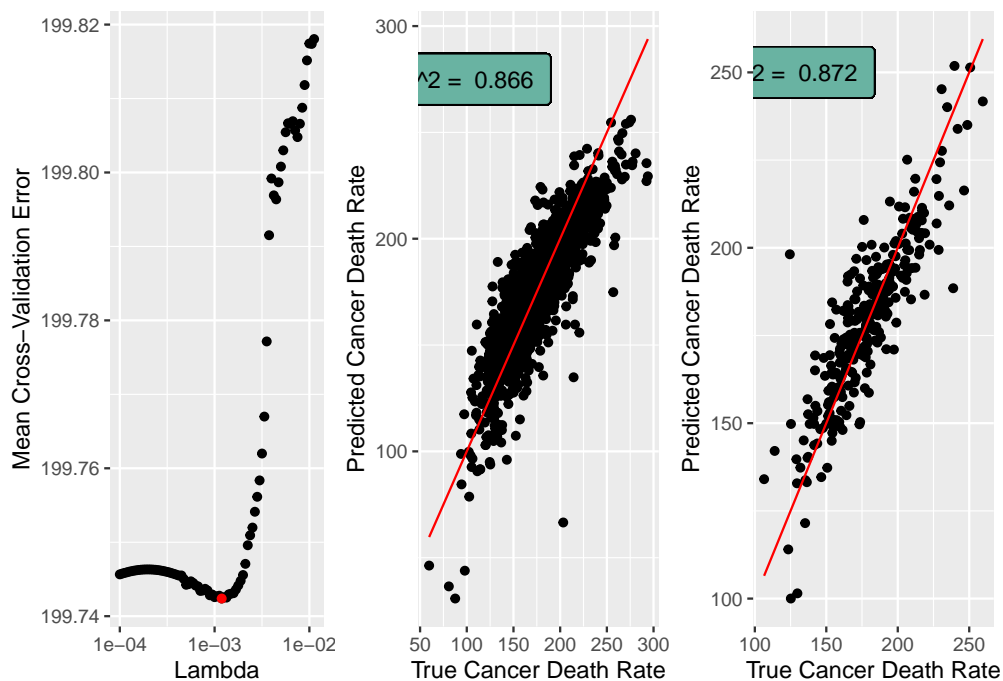 199.82
199.80
199.78
199.76
199.74
1e−04
1e−03
1e−02
Lambda
Mean Cross−Validation Error
^2 = 0.866
300
200
100
50
100
150
200
250
300
True Cancer Death Rate
Predicted Cancer Death Rate
2 = 0.872
250
200
150
100
100
150
200
250
True Cancer Death Rate
Predicted Cancer Death Rate